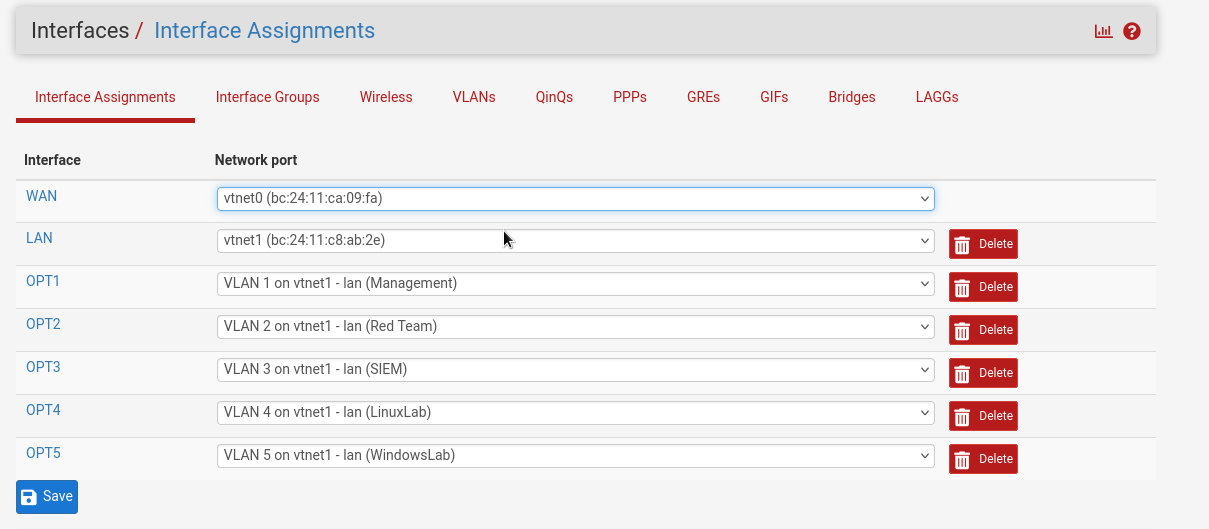 Interfaces / Interface Assignments
Interface Assignments Interface Groups Wireless VLANs QinQs PPPs GREs GIFs Bridges LAGGs
Interface Network port
WAN vtnet0 (bc:24:11:ca:09:fa)
LAN vtnet1 (bc:24:11:c8:ab:2e) Delete
OPT1 VLAN 1 on vtnet1 - lan (Management) Delete
OPT2 VLAN 2 on vtnet1 - lan (Red Team) Delete
OPT3 VLAN 3 on vtnet1 - lan (SIEM) Delete
OPT4 VLAN 4 on vtnet1 - lan (LinuxLab) Delete
OPT5 VLAN 5 on vtnet1 - lan (WindowsLab) Delete
Save